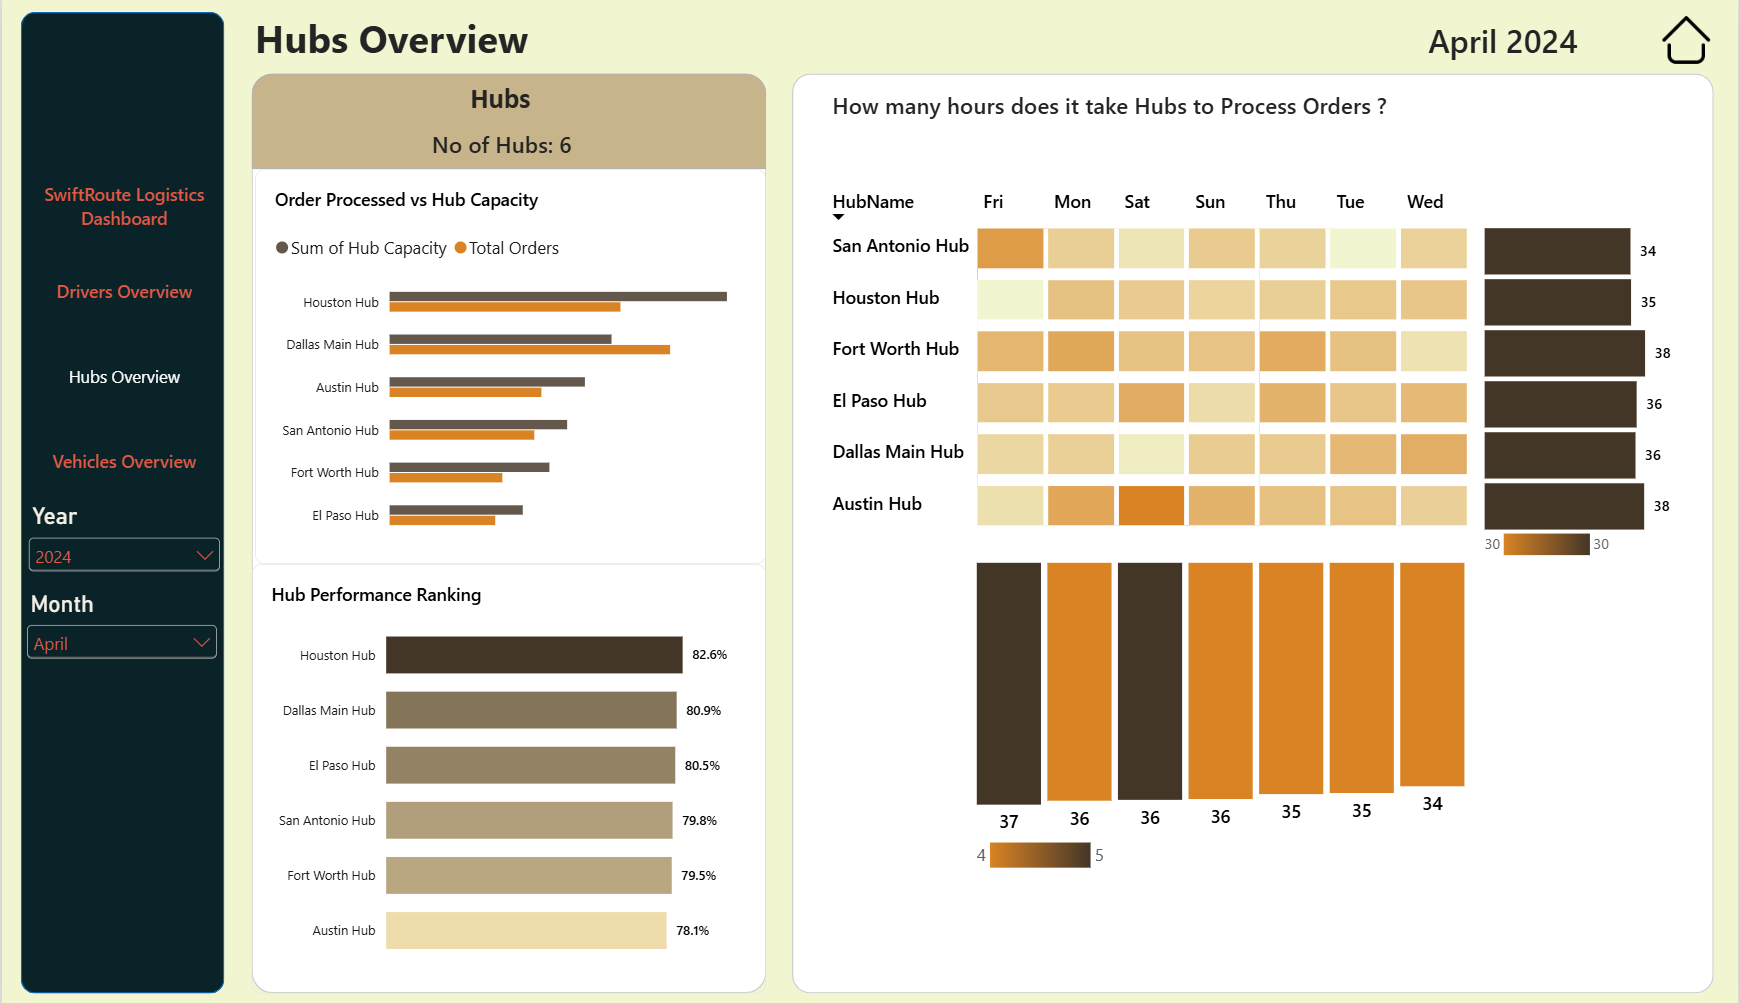 Hubs Overview
April 2024
SwiftRoute Logistics
Dashboard
Drivers Overview
Hubs Overview
Vehicles Overview
Year
2024
Month
April
Hubs
No of Hubs: 6
Order Processed vs Hub Capacity
Sum of Hub Capacity Total Orders
Houston Hub
Dallas Main Hub
Austin Hub
San Antonio Hub
Fort Worth Hub
El Paso Hub
Hub Performance Ranking
Houston Hub 82.6%
Dallas Main Hub 80.9%
El Paso Hub 80.5%
San Antonio Hub 79.8%
Fort Worth Hub 79.5%
Austin Hub 78.1%
How many hours does it take Hubs to Process Orders ?
HubName Fri Mon Sat Sun Thu Tue Wed
San Antonio Hub 34
Houston Hub 35
Fort Worth Hub 38
El Paso Hub 36
Dallas Main Hub 36
Austin Hub 38
30 30
37 36 36 36 35 35 34
4 5